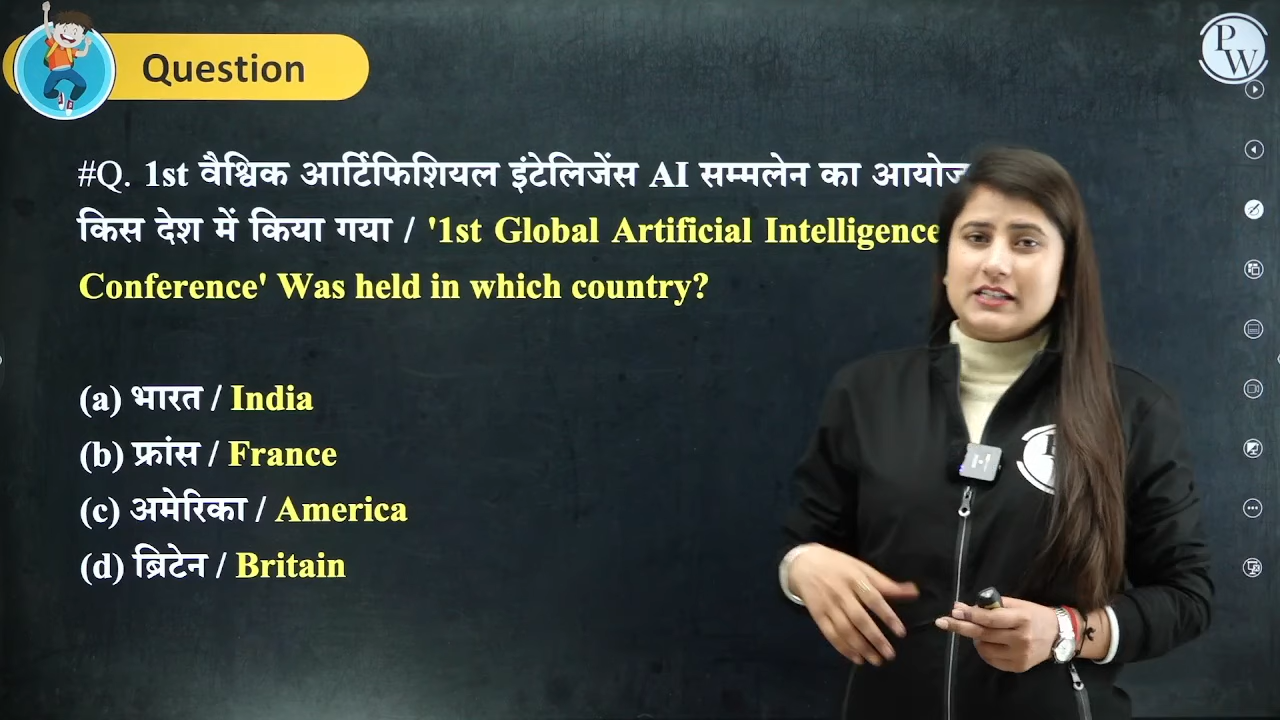 Question
PW
#Q. 1st वैश्विक आर्टिफिशियल इंटेलिजेंस AI सम्मलेन का
किस देश में किया गया / '1st Global Artificial Intelligence
Conference' Was held in which country?
(a) भारत / India
(b) फ्रांस / France
(c) अमेरिका / America
(d) ब्रिटेन / Britain